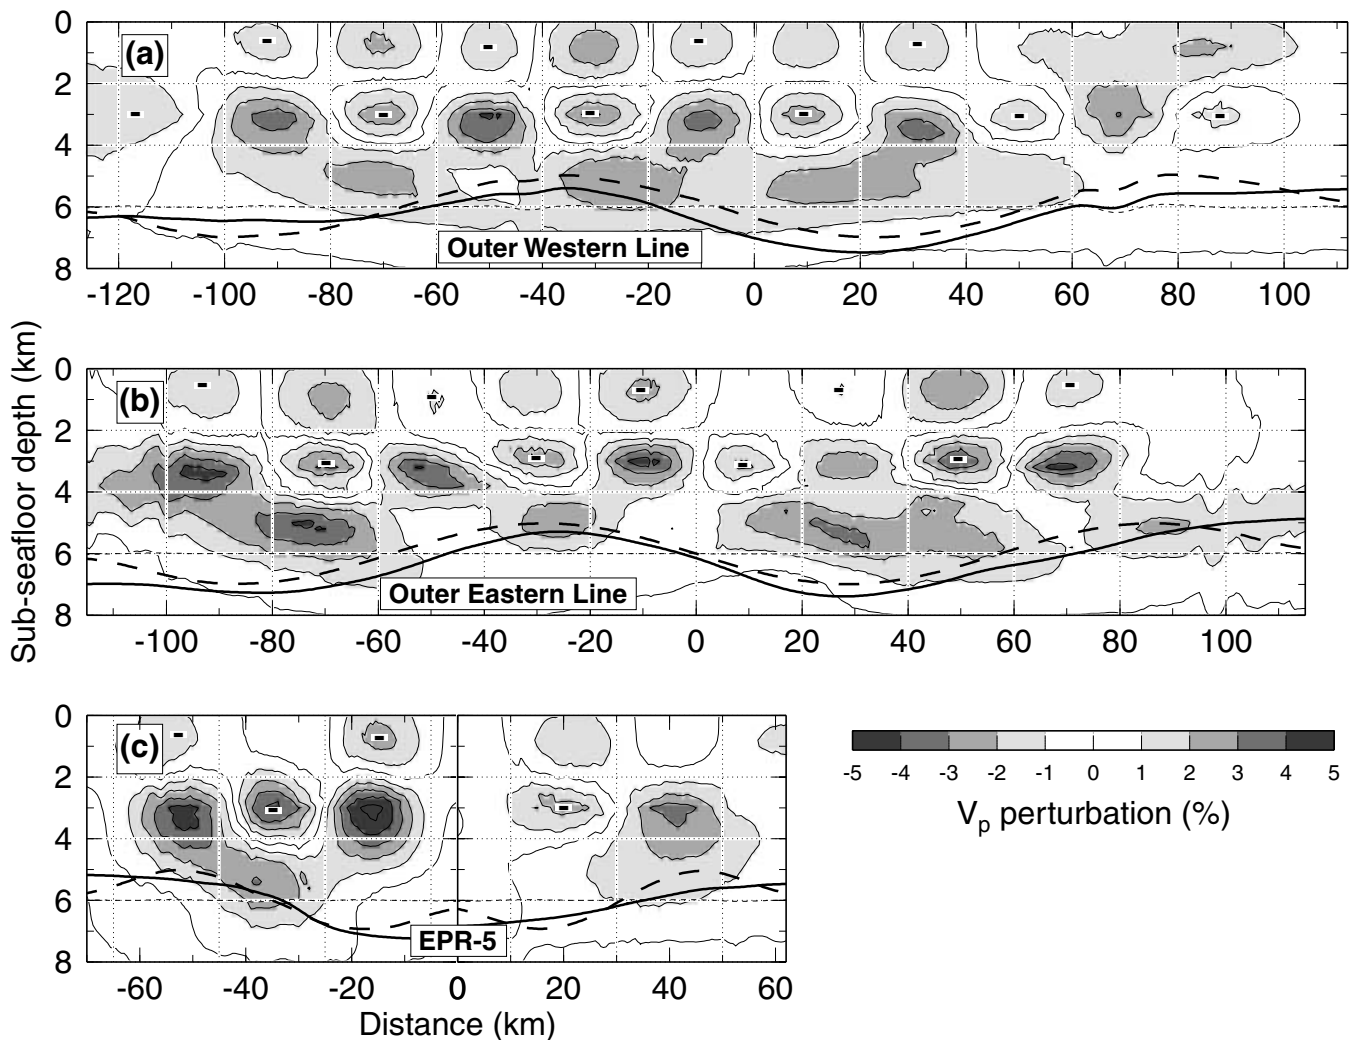 0
2
4
6
8
(a)
Outer Western Line
-120 -100 -80 -60 -40 -20 0 20 40 60 80 100
Sub-seafloor depth (km)
0
2
4
6
8
(b)
Outer Eastern Line
-100 -80 -60 -40 -20 0 20 40 60 80 100
0
2
4
6
8
(c)
EPR-5
-60 -40 -20 0 20 40 60
Distance (km)
-5 -4 -3 -2 -1 0 1 2 3 4 5
Vp perturbation (%)